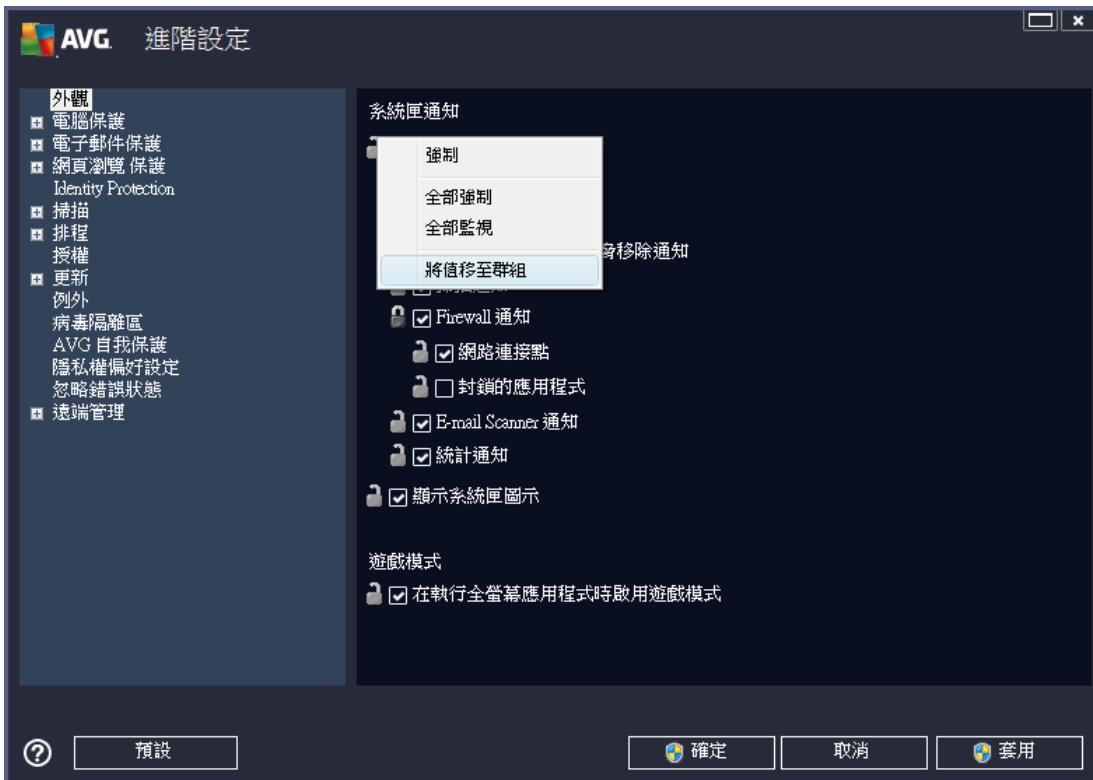 AVG. 進階設定
外觀
電腦保護
電子郵件保護
網頁瀏覽 保護
Identity Protection
掃描
排程
授權
更新
例外
病毒隔離區
AVG 自我保護
隱私權偏好設定
忽略錯誤狀態
遠端管理
系統匣通知
強制
全部強制
全部監視
將值移至群組
移除通知
Firewall 通知
網路連接點
封鎖的應用程式
E-mail Scanner 通知
統計通知
顯示系統匣圖示
遊戲模式
在執行全螢幕應用程式時啟用遊戲模式
預設
確定
取消
套用